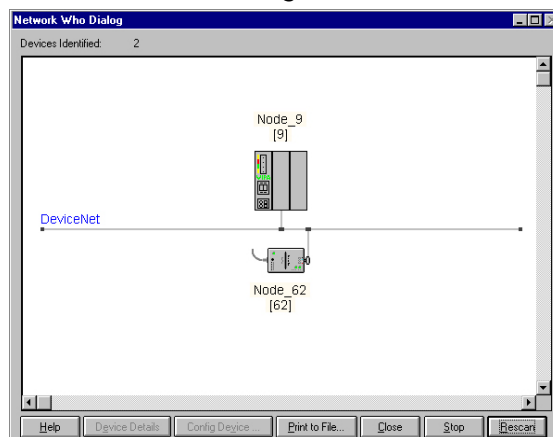 Network Who Dialog
Devices Identified: 2
Node_9
[9]
DeviceNet
Node_62
[62]
Help Device Details Config Device ... Print to File... Close Stop Rescan